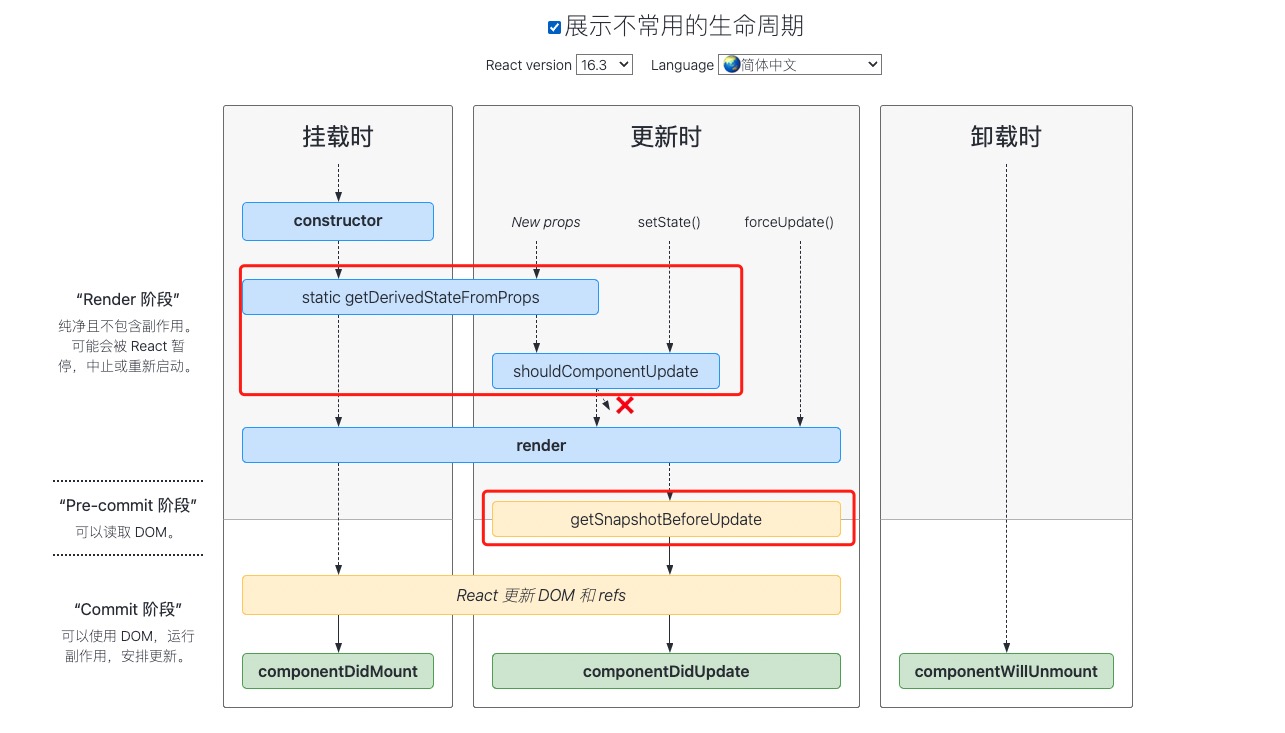 展示不常用的生命周期
React version 16.3 Language 简体中文
挂载时
更新时
卸载时
constructor
New props
setState()
forceUpdate()
“Render 阶段”
纯净且不包含副作用。
可能会被 React 暂
停，中止或重新启动。
static getDerivedStateFromProps
shouldComponentUpdate
render
“Pre-commit 阶段”
可以读取 DOM。
getSnapshotBeforeUpdate
“Commit 阶段”
可以使用 DOM，运行
副作用，安排更新。
React 更新 DOM 和 refs
componentDidMount
componentDidUpdate
componentWillUnmount